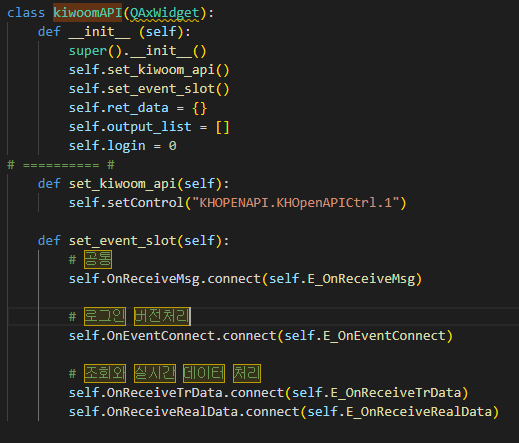 class kiwoomAPI(QAxWidget):
    def __init__ (self):
        super().__init__()
        self.set_kiwoom_api()
        self.set_event_slot()
        self.ret_data = {}
        self.output_list = []
        self.login = 0
# ========== #
    def set_kiwoom_api(self):
        self.setControl("KHOPENAPI.KHOpenAPICtrl.1")
    def set_event_slot(self):
        # 공통
        self.OnReceiveMsg.connect(self.E_OnReceiveMsg)
        # 로그인 버전처리
        self.OnEventConnect.connect(self.E_OnEventConnect)
        # 조회와 실시간 데이터 처리
        self.OnReceiveTrData.connect(self.E_OnReceiveTrData)
        self.OnReceiveRealData.connect(self.E_OnReceiveRealData)